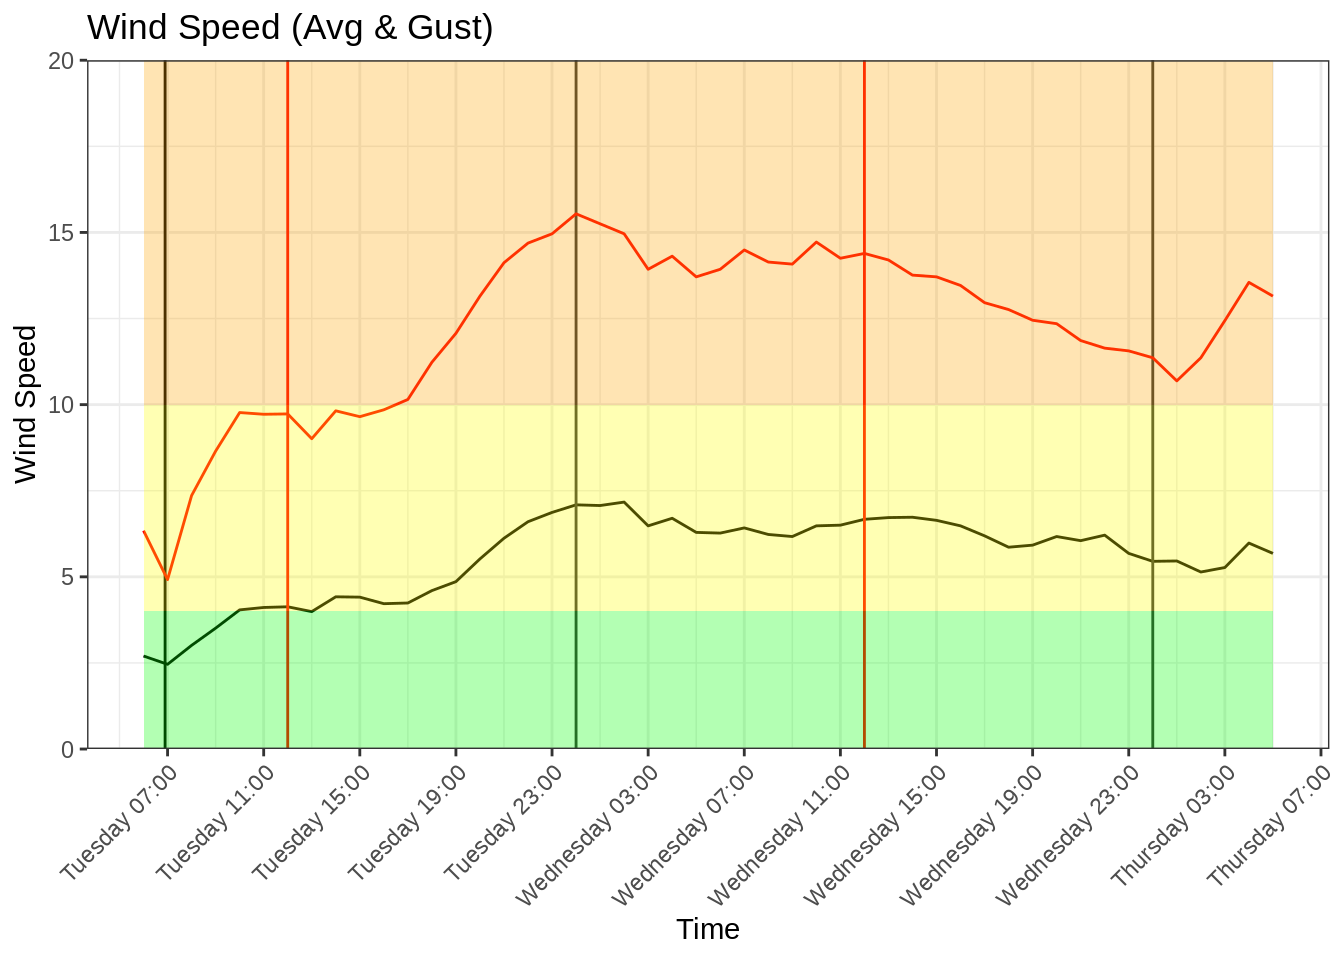 Wind Speed (Avg & Gust)
20
15
10
5
0
Wind Speed
Tuesday 07:00
Tuesday 11:00
Tuesday 15:00
Tuesday 19:00
Tuesday 23:00
Wednesday 03:00
Wednesday 07:00
Wednesday 11:00
Wednesday 15:00
Wednesday 19:00
Wednesday 23:00
Thursday 03:00
Thursday 07:00
Time